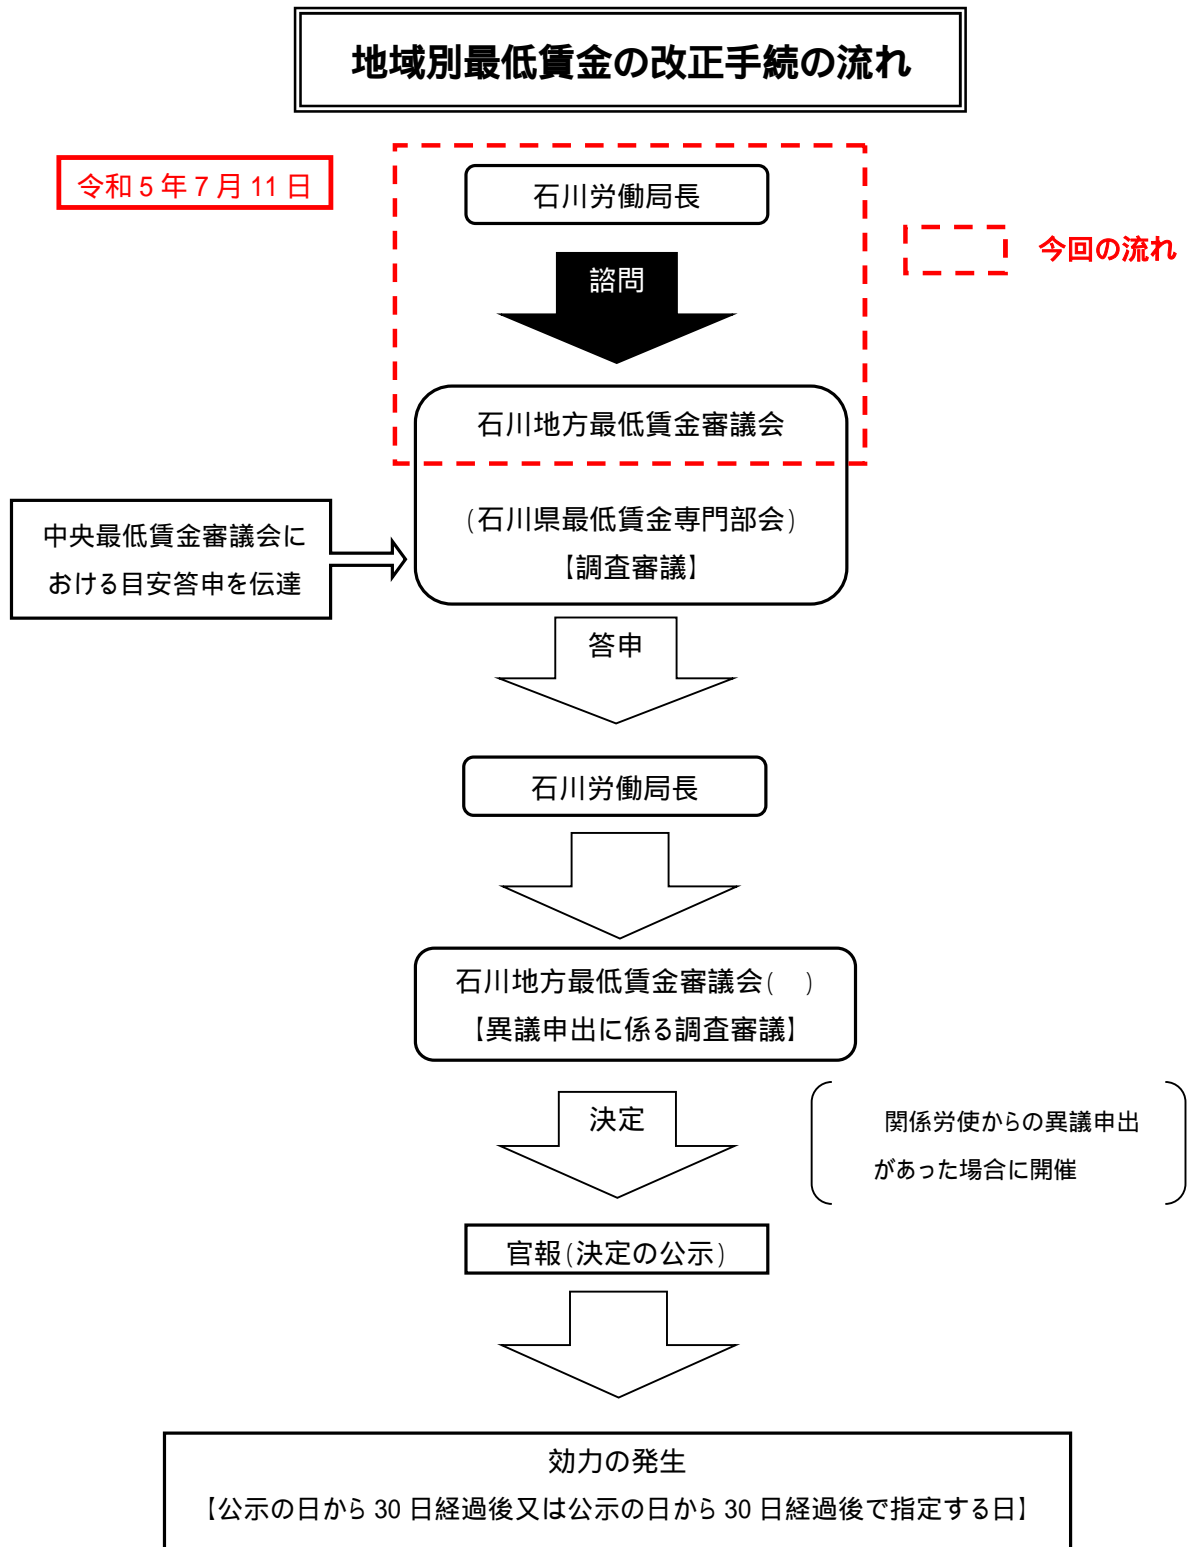 地域別最低賃金の改正手続の流れ
令和5年7月11日
石川労働局長
今回の流れ
諮問
石川地方最低賃金審議会
(石川県最低賃金専門部会)
【調査審議】
中央最低賃金審議会に
おける目安答申を伝達
答申
石川労働局長
石川地方最低賃金審議会(　)
【異議申出に係る調査審議】
決定
関係労使からの異議申出
があった場合に開催
官報(決定の公示)
効力の発生
【公示の日から30日経過後又は公示の日から30日経過後で指定する日】